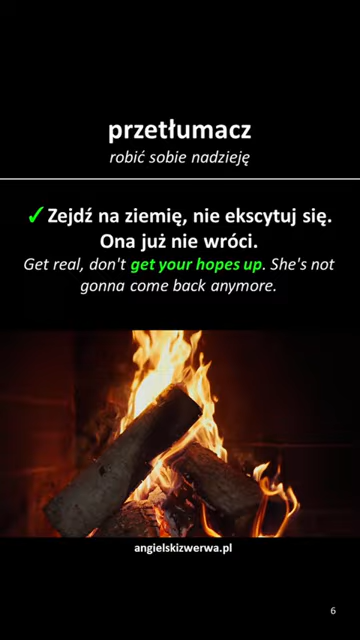 przetłumacz
robić sobie nadzieję
✓Zejdź na ziemię, nie ekscytuj się.
Ona już nie wróci.
Get real, don't get your hopes up. She's not
gonna come back anymore.
angielskizwerwa.pl
6